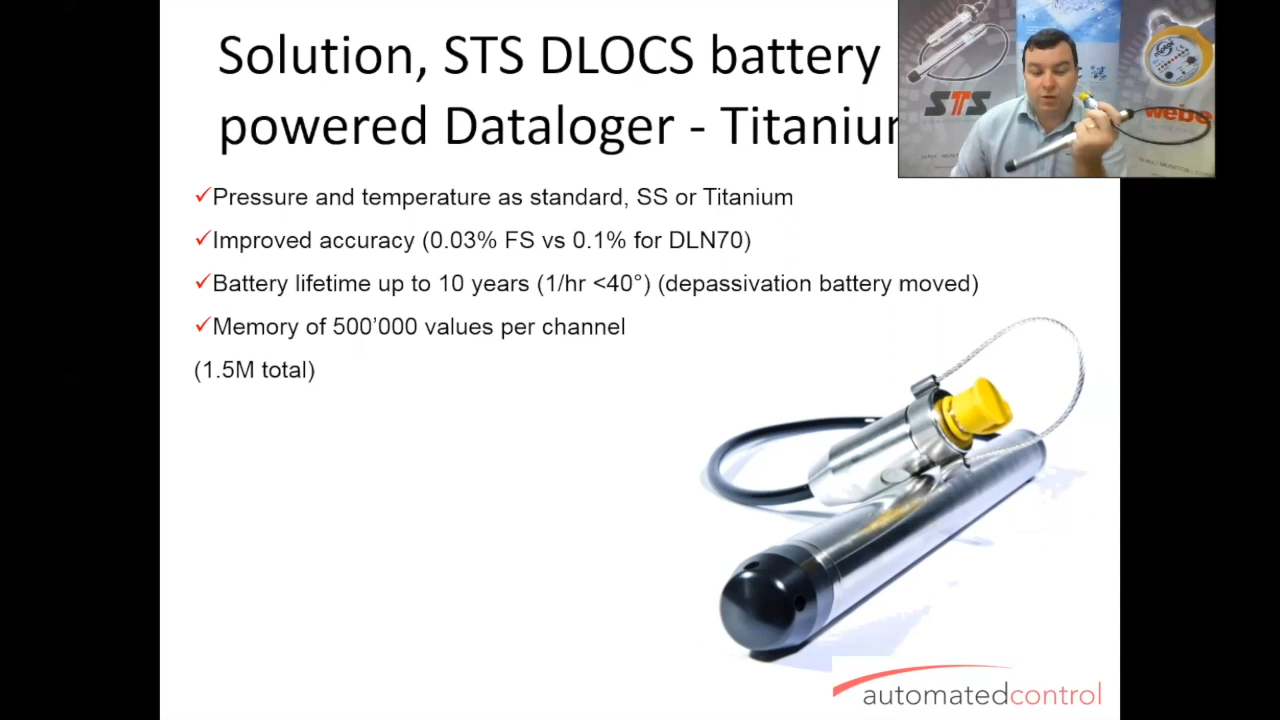 Solution, STS DLOCS battery
powered Dataloger - Titaniu
STS
webe
✓Pressure and temperature as standard, SS or Titanium
✓Improved accuracy (0.03% FS vs 0.1% for DLN70)
✓Battery lifetime up to 10 years (1/hr <40°) (depassivation battery moved)
✓Memory of 500’000 values per channel
(1.5M total)
automatedcontrol